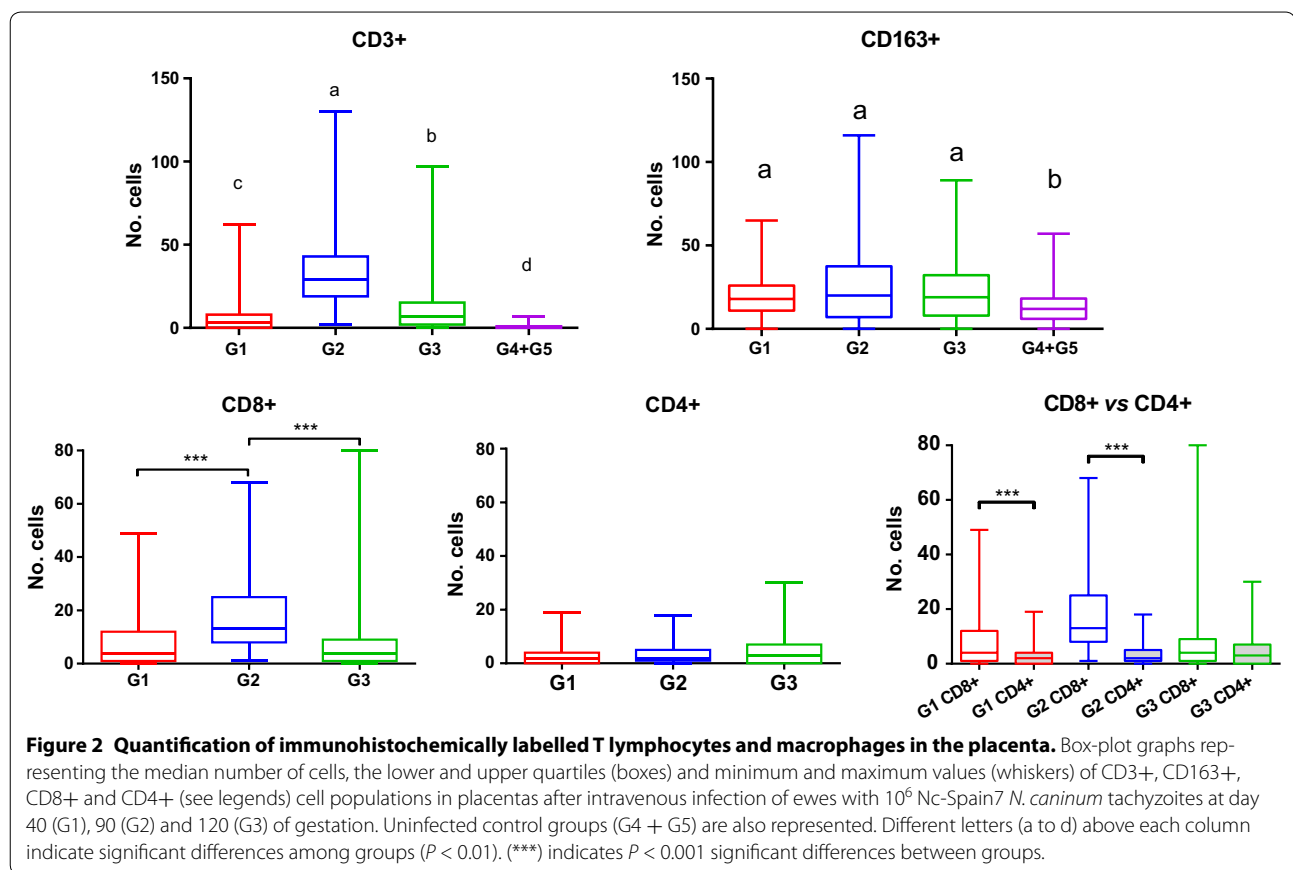 CD3+
No. cells
150
100
50
0
c
a
b
d
G1 G2 G3 G4+G5
CD163+
No. cells
150
100
50
0
a
a
a
b
G1 G2 G3 G4+G5
CD8+
No. cells
80
60
40
20
0
***
***
G1 G2 G3
CD4+
No. cells
80
60
40
20
0
G1 G2 G3
CD8+ vs CD4+
No. cells
80
60
40
20
0
***
***
G1 CD8+
G1 CD4+
G2 CD8+
G2 CD4+
G3 CD8+
G3 CD4+
Figure 2 Quantification of immunohistochemically labelled T lymphocytes and macrophages in the placenta. Box-plot graphs rep-
resenting the median number of cells, the lower and upper quartiles (boxes) and minimum and maximum values (whiskers) of CD3+, CD163+,
CD8+ and CD4+ (see legends) cell populations in placentas after intravenous infection of ewes with 10⁶ Nc-Spain7 N. caninum tachyzoites at day
40 (G1), 90 (G2) and 120 (G3) of gestation. Uninfected control groups (G4 + G5) are also represented. Different letters (a to d) above each column
indicate significant differences among groups (P < 0.01). (***) indicates P < 0.001 significant differences between groups.